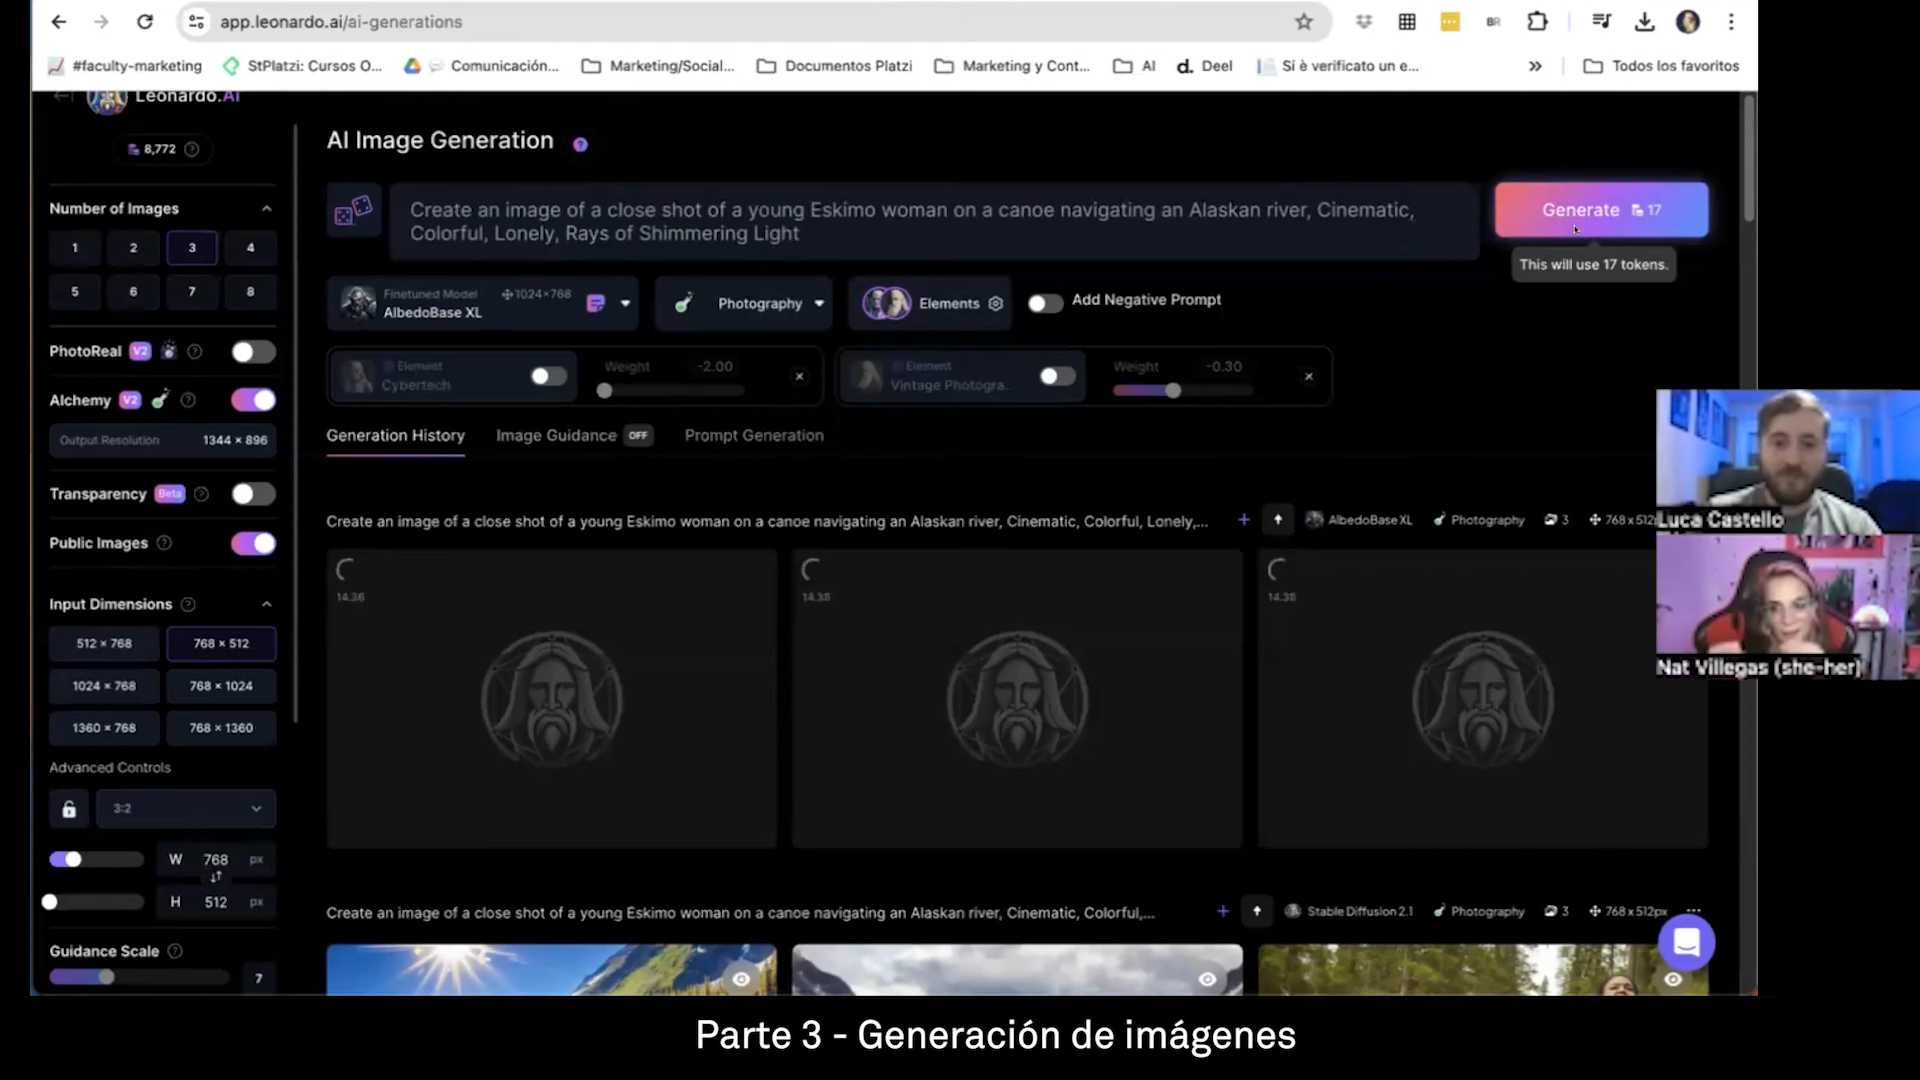 app.leonardo.ai/ai-generations
BR
#faculty-marketing
StPlatzi: Cursos O...
Comunicación...
Marketing/Social...
Documentos Platzi
Marketing y Cont...
AI
d. Deel
Si è verificato un e...
»
Todos los favoritos
Leonardo.AI
8,772
AI Image Generation
Number of Images
1 2 3 4
5 6 7 8
Create an image of a close shot of a young Eskimo woman on a canoe navigating an Alaskan river, Cinematic,
Colorful, Lonely, Rays of Shimmering Light
Generate 17
This will use 17 tokens.
Finetuned Model 1024×768
AlbedoBase XL
Photography
Elements
Add Negative Prompt
PhotoReal V2
Element
Cybertech
Weight -2.00
Element
Vintage Photogra.
Weight -0.30
Alchemy V2
Output Resolution 1344 × 896
Generation History
Image Guidance OFF
Prompt Generation
Transparency Beta
Public Images
Create an image of a close shot of a young Eskimo woman on a canoe navigating an Alaskan river, Cinematic, Colorful, Lonely,...
AlbedoBase XL
Photography
3
768 x 512
14.36
14.38
14.38
Input Dimensions
512 × 768
768 × 512
1024 × 768
768 × 1024
1360 × 768
768 × 1360
Advanced Controls
3:2
W 768 px
H 512 px
Guidance Scale
7
Create an image of a close shot of a young Eskimo woman on a canoe navigating an Alaskan river, Cinematic, Colorful,...
Stable Diffusion 2.1
Photography
3
768 x 512px
Luca Castello
Nat Villegas (she-her)
Parte 3 - Generación de imágenes